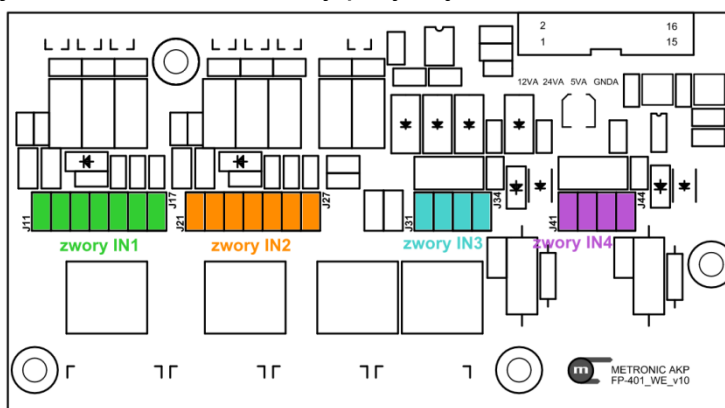 2 16
1 15
12VA 24VA 5VA GNDA
J11 J17 J21 J27 J31 J34 J41 J44
zwory IN1 zwory IN2 zwory IN3 zwory IN4
m METRONIC AKP
FP-401_WE_v10